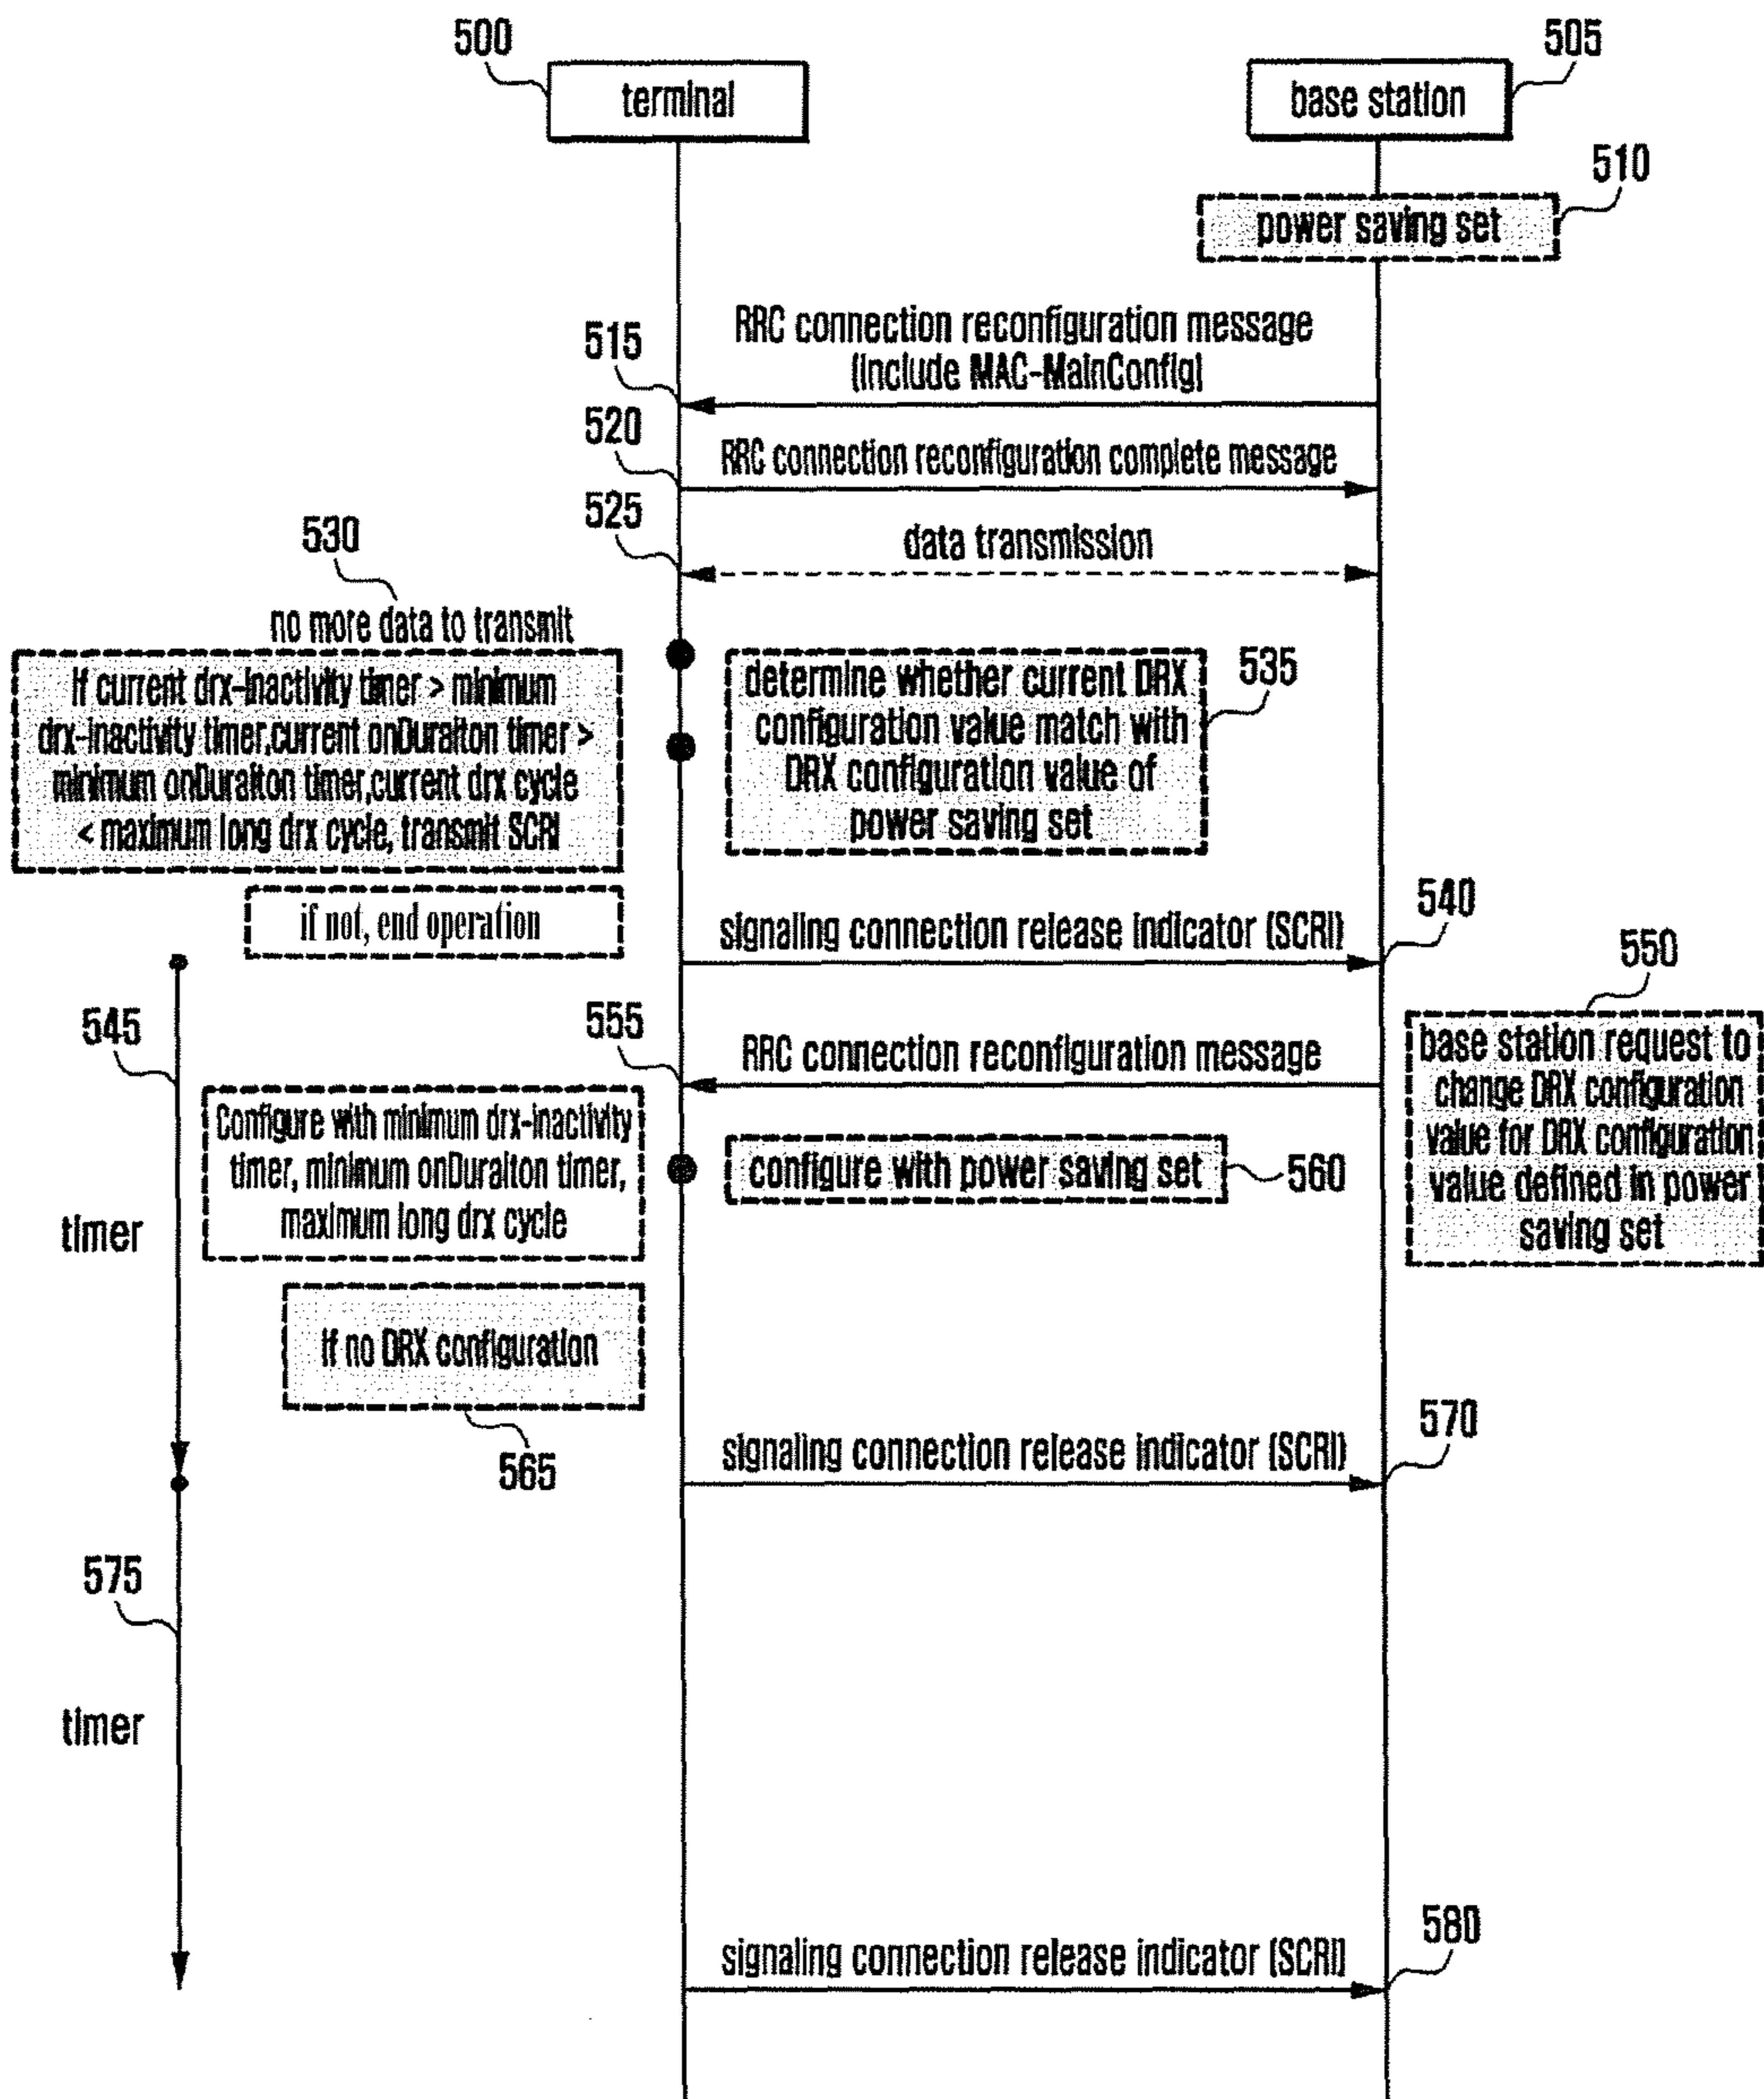 500
505
terminal
base station
510
power saving set
RRC connection reconfiguration message
(include MAC-MainConfig)
515
520
RRC connection reconfiguration complete message
525
data transmission
530
no more data to transmit
If current drx-inactivity timer > minimum
drx-inactivity timer,current onDuraiton timer >
minimum onDuraiton timer,current drx cycle
< maximum long drx cycle, transmit SCRI
determine whether current DRX
configuration value match with
DRX configuration value of
power saving set
535
if not, end operation
signaling connection release indicator (SCRI)
540
545
timer
550
base station request to
change DRX configuration
value for DRX configuration
value defined in power
saving set
555
RRC connection reconfiguration message
Configure with minimum drx-inactivity
timer, minimum onDuraiton timer,
maximum long drx cycle
configure with power saving set
560
If no DRX configuration
565
signaling connection release indicator (SCRI)
570
575
timer
signaling connection release indicator (SCRI)
580